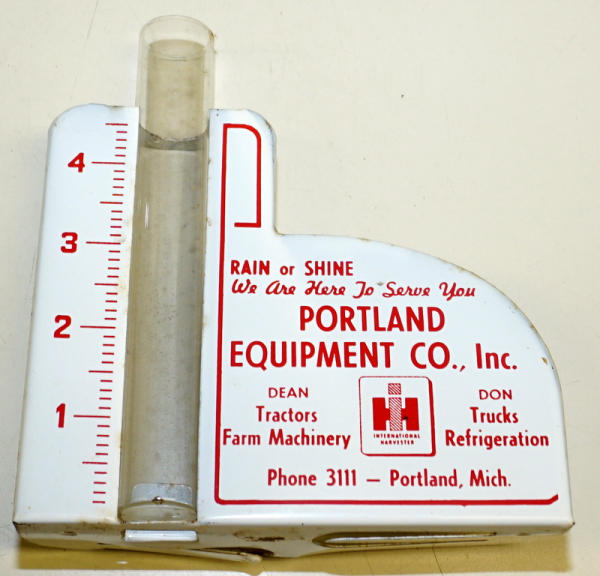 4
3
2
1
RAIN or SHINE
We Are Here To Serve You
PORTLAND
EQUIPMENT CO., Inc.
DEAN
Tractors
Farm Machinery
IH
INTERNATIONAL
HARVESTER
DON
Trucks
Refrigeration
Phone 3111 — Portland, Mich.